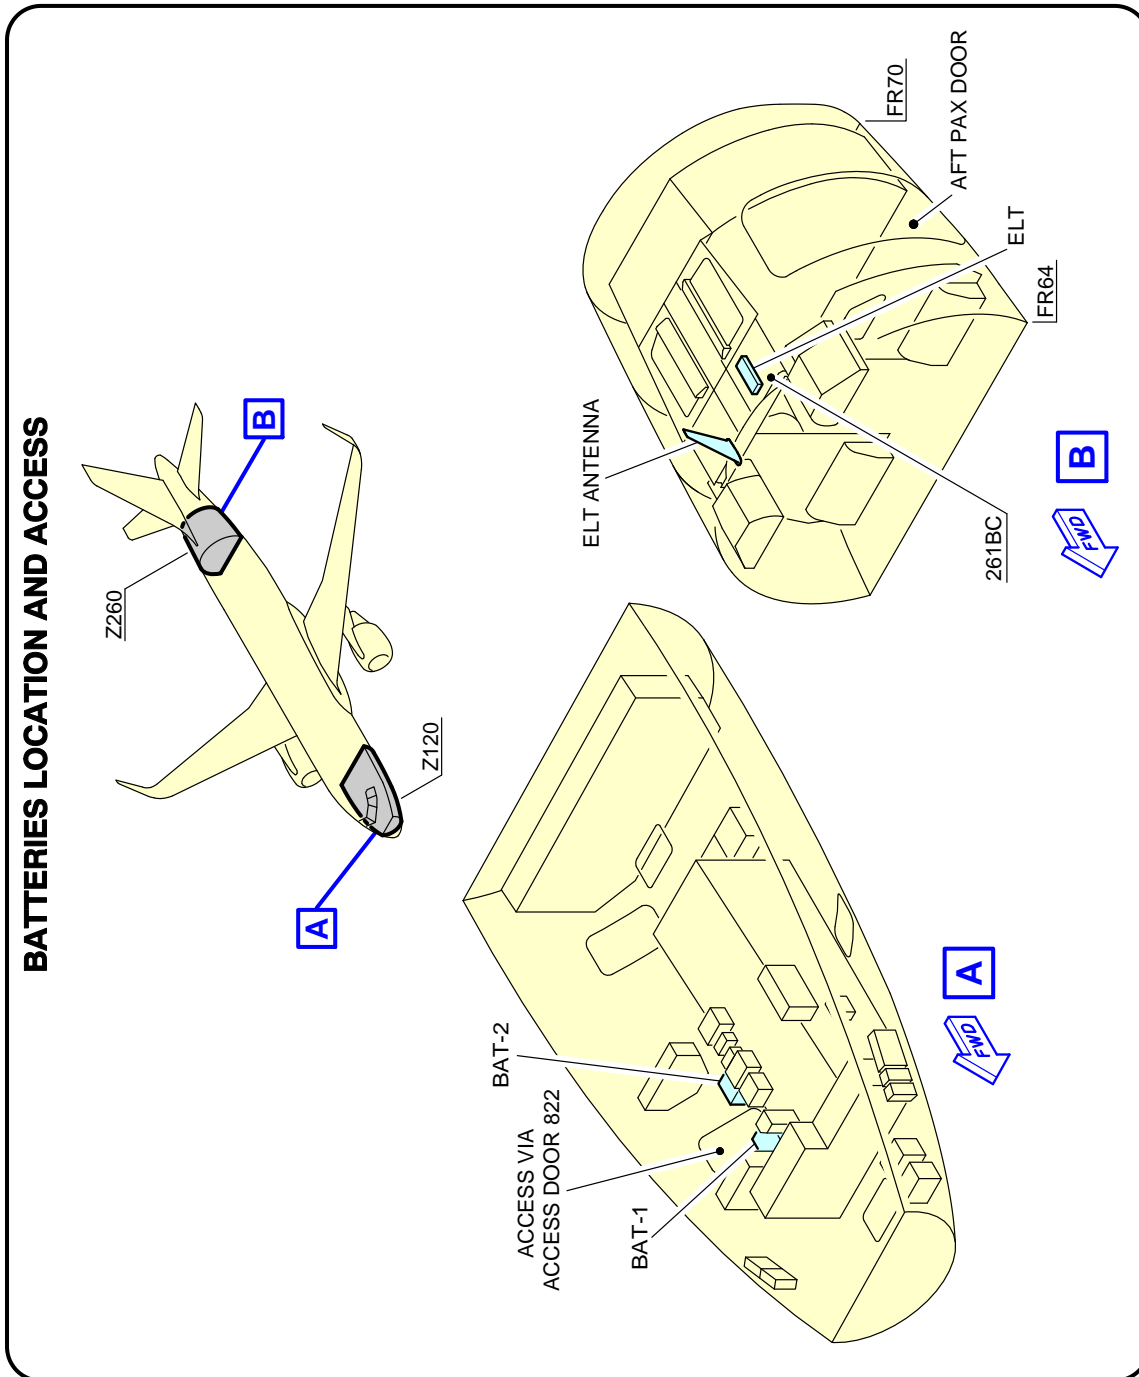 BATTERIES LOCATION AND ACCESS
Z260
B
Z120
A
ACCESS VIA
ACCESS DOOR 822
BAT-2
BAT-1
FWD
A
ELT ANTENNA
261BC
FR70
AFT PAX DOOR
ELT
FR64
FWD
B